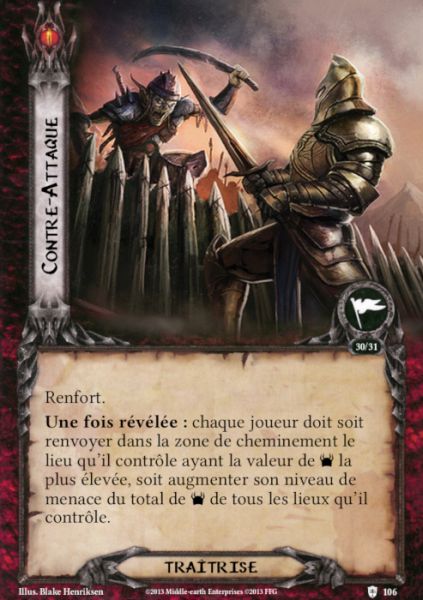 CONTRE-ATTAQUE
30/31
Renfort.
Une fois révélée : chaque joueur doit soit
renvoyer dans la zone de cheminement le
lieu qu'il contrôle ayant la valeur de la
plus élevée, soit augmenter son niveau de
menace du total de de tous les lieux qu'il
contrôle.
TRAÎTRISE
Illus. Blake Henriksen
©2013 Middle-earth Enterprises ©2013 FFG
106